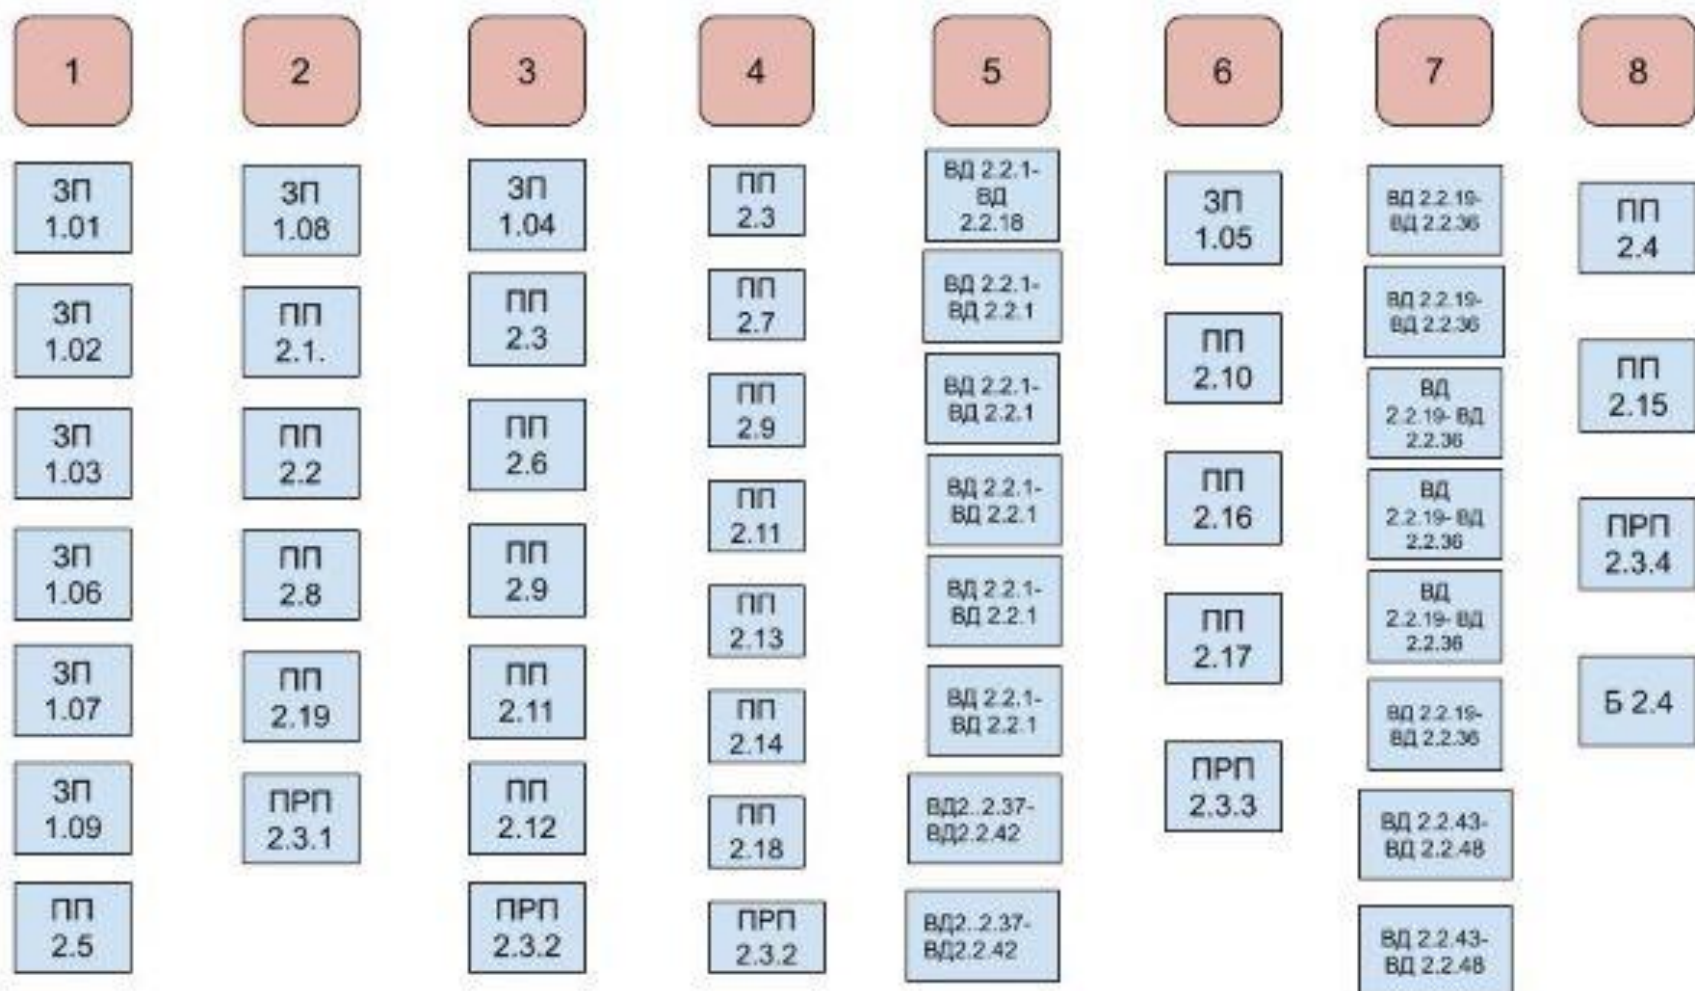 1
2
3
4
5
6
7
8
ЗП
1.01
ЗП
1.02
ЗП
1.03
ЗП
1.06
ЗП
1.07
ЗП
1.09
ПП
2.5
ЗП
1.08
ПП
2.1.
ПП
2.2
ПП
2.8
ПП
2.19
ПРП
2.3.1
ЗП
1.04
ПП
2.3
ПП
2.6
ПП
2.9
ПП
2.11
ПП
2.12
ПРП
2.3.2
ПП
2.3
ПП
2.7
ПП
2.9
ПП
2.11
ПП
2.13
ПП
2.14
ПП
2.18
ПРП
2.3.2
ВД 2.2.1-
ВД
2.2.18
ВД 2.2.1-
ВД 2.2.1
ВД 2.2.1-
ВД 2.2.1
ВД 2.2.1-
ВД 2.2.1
ВД 2.2.1-
ВД 2.2.1
ВД 2.2.1-
ВД 2.2.1
ВД2..2.37-
ВД2.2.42
ВД2..2.37-
ВД2.2.42
ЗП
1.05
ПП
2.10
ПП
2.16
ПП
2.17
ПРП
2.3.3
ВД 2.2.19-
ВД 2.2.36
ВД 2.2.19-
ВД 2.2.36
ВД
2.2.19- ВД
2.2.36
ВД
2.2.19- ВД
2.2.36
ВД
2.2.19- ВД
2.2.36
ВД 2.2.19-
ВД 2.2.36
ВД 2.2.43-
ВД 2.2.48
ВД 2.2.43-
ВД 2.2.48
ПП
2.4
ПП
2.15
ПРП
2.3.4
Б 2.4